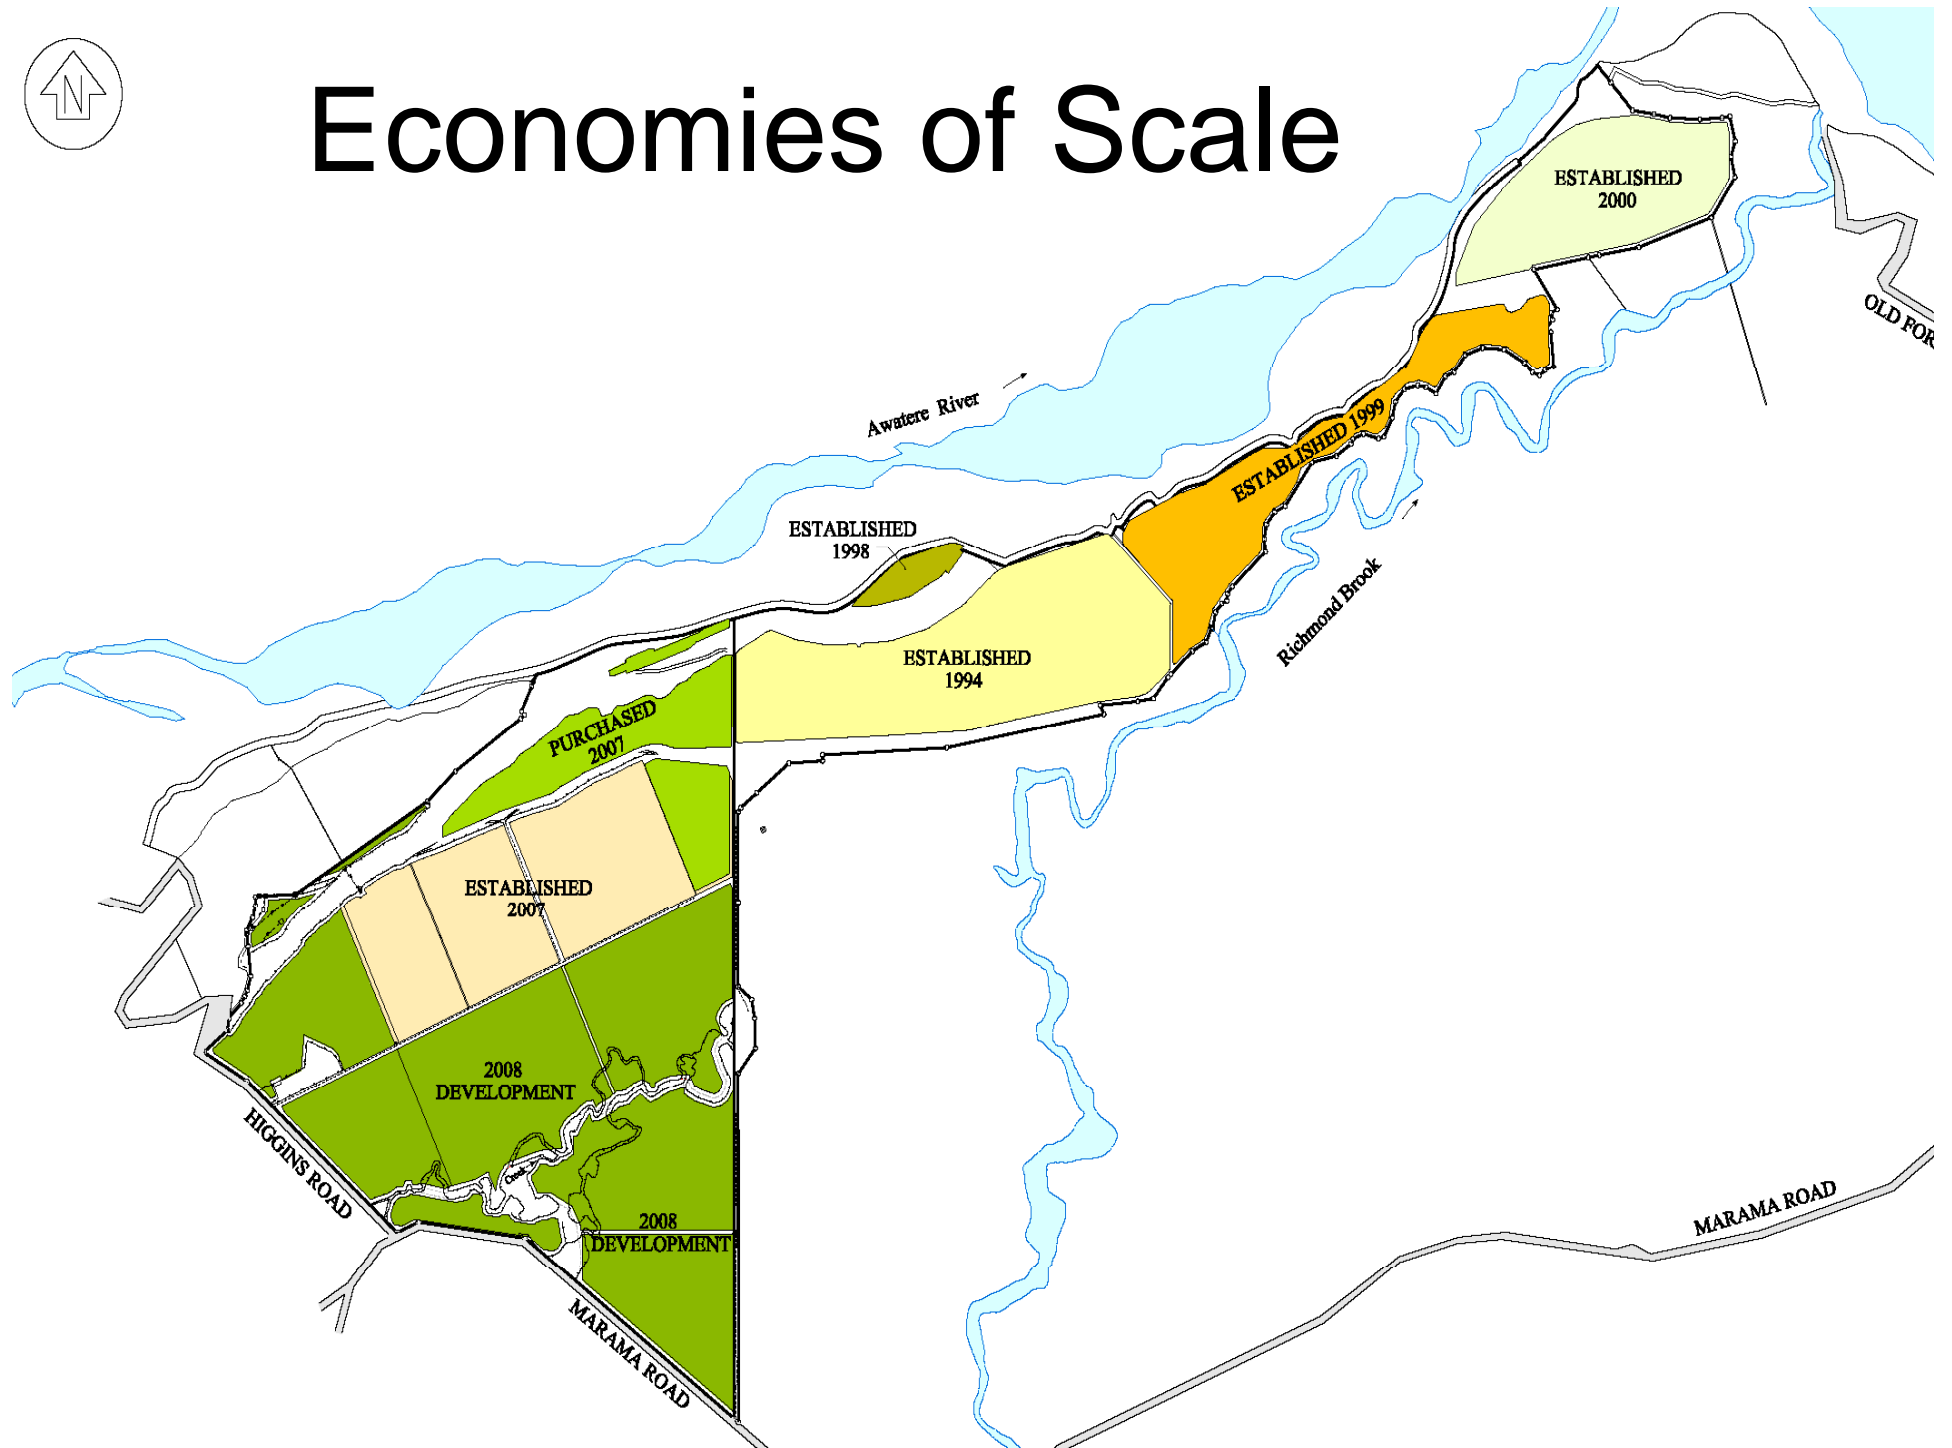 N
Economies of Scale
ESTABLISHED
2000
OLD FOR
Awatere River
ESTABLISHED 1999
ESTABLISHED
1998
Richmond Brook
ESTABLISHED
1994
PURCHASED
2007
ESTABLISHED
2007
2008
DEVELOPMENT
HIGGINS ROAD
Creek
2008
DEVELOPMENT
MARAMA ROAD
MARAMA ROAD